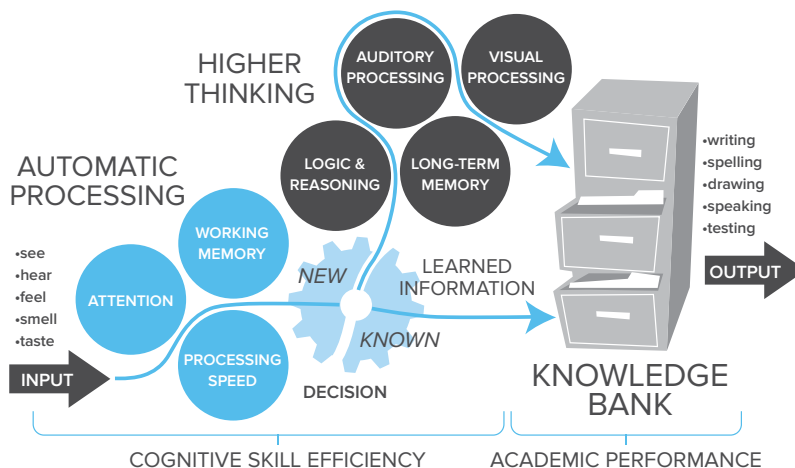 HIGHER
THINKING
AUDITORY
PROCESSING
VISUAL
PROCESSING
LOGIC &
REASONING
LONG-TERM
MEMORY
AUTOMATIC
PROCESSING
•see
•hear
•feel
•smell
•taste
INPUT
ATTENTION
WORKING
MEMORY
PROCESSING
SPEED
NEW
KNOWN
DECISION
LEARNED
INFORMATION
•writing
•spelling
•drawing
•speaking
•testing
OUTPUT
KNOWLEDGE
BANK
COGNITIVE SKILL EFFICIENCY
ACADEMIC PERFORMANCE